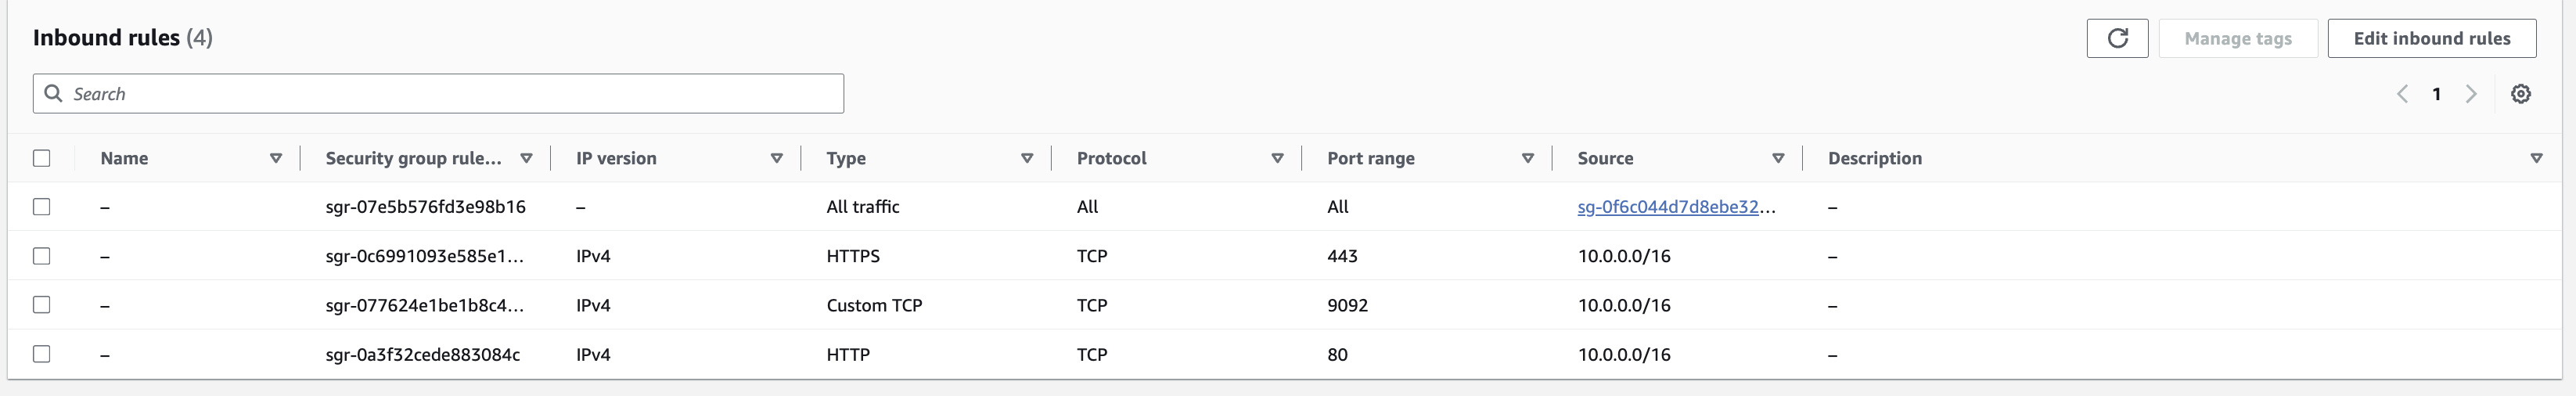 Inbound rules (4)
Manage tags
Edit inbound rules
Search
1
Name Security group rule... IP version Type Protocol Port range Source Description
– sgr-07e5b576fd3e98b16 – All traffic All All sg-0f6c044d7d8ebe32... –
– sgr-0c6991093e585e1... IPv4 HTTPS TCP 443 10.0.0.0/16 –
– sgr-077624e1be1b8c4... IPv4 Custom TCP TCP 9092 10.0.0.0/16 –
– sgr-0a3f32cede883084c IPv4 HTTP TCP 80 10.0.0.0/16 –